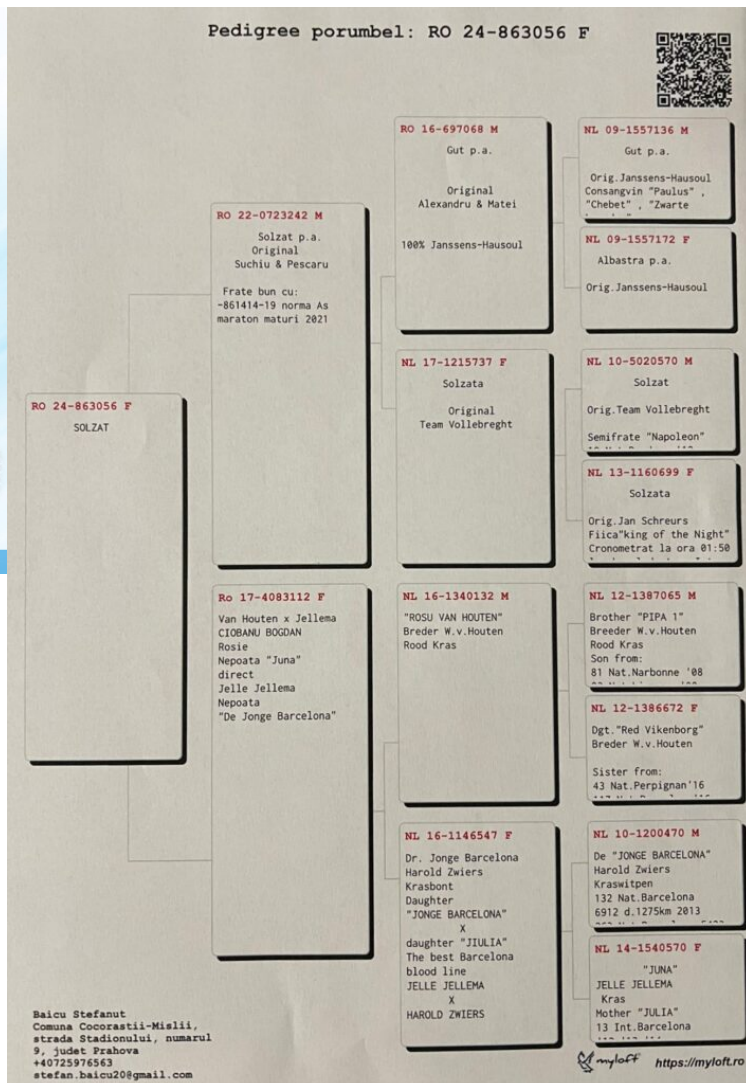 Pedigree porumbel: RO 24-863056 F
RO 24-863056 F
SOLZAT
RO 22-0723242 M
Solzat p.a.
Original
Suchiu & Pescaru
Frate bun cu:
-861414-19 norma As
maraton maturi 2021
Ro 17-4083112 F
Van Houten x Jellema
CIOBANU BOGDAN
Rosie
Nepoata "Juna"
direct
Jelle Jellema
Nepoata
"De Jonge Barcelona"
RO 16-697068 M
Gut p.a.
Original
Alexandru & Matei
100% Janssens-Hausoul
NL 17-1215737 F
Solzata
Original
Team Vollebreght
NL 16-1340132 M
"ROSU VAN HOUTEN"
Breder W.v.Houten
Rood Kras
NL 16-1146547 F
Dr. Jonge Barcelona
Harold Zwiers
Krasbont
Daughter
"JONGE BARCELONA"
X
daughter "JIULIA"
The best Barcelona
blood line
JELLE JELLEMA
X
HAROLD ZWIERS
NL 09-1557136 M
Gut p.a.
Orig.Janssens-Hausoul
Consangvin "Paulus" ,
"Chebet" , "Zwarte
NL 09-1557172 F
Albastra p.a.
Orig.Janssens-Hausoul
NL 10-5020570 M
Solzat
Orig.Team Vollebreght
Semifrate "Napoleon"
NL 13-1160699 F
Solzata
Orig.Jan Schreurs
Fiica"king of the Night"
Cronometrat la ora 01:50
NL 12-1387065 M
Brother "PIPA 1"
Breeder W.v.Houten
Rood Kras
Son from:
81 Nat.Narbonne '08
NL 12-1386672 F
Dgt."Red Vikenborg"
Breder W.v.Houten
Sister from:
43 Nat.Perpignan'16
NL 10-1200470 M
De "JONGE BARCELONA"
Harold Zwiers
Kraswitpen
132 Nat.Barcelona
6912 d.1275km 2013
NL 14-1540570 F
"JUNA"
JELLE JELLEMA
Kras
Mother "JULIA"
13 Int.Barcelona
Baicu Stefanut
Comuna Cocorastii-Mislii,
strada Stadionului, numarul
9, judet Prahova
+40725976563
stefan.baicu20@gmail.com
myloft https://myloft.ro